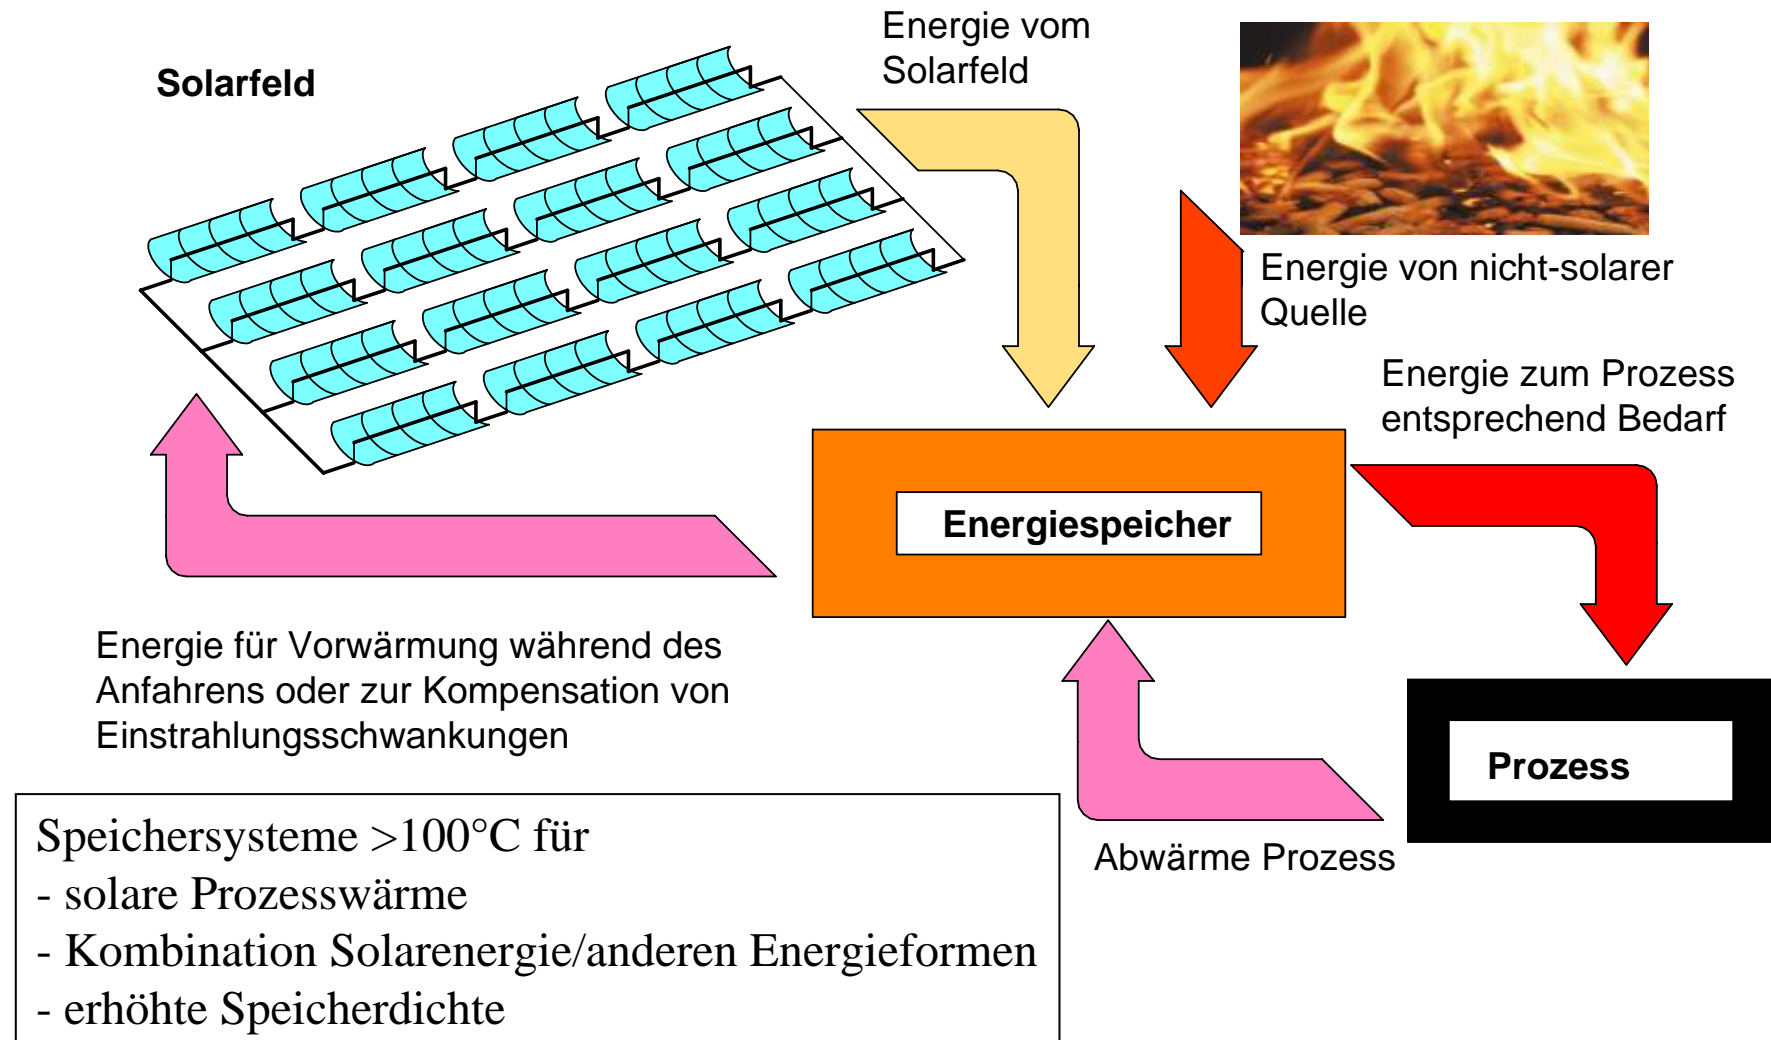 Solarfeld
Energie vom
Solarfeld
Energie von nicht-solarer
Quelle
Energie zum Prozess
entsprechend Bedarf
Energiespeicher
Energie für Vorwärmung während des
Anfahrens oder zur Kompensation von
Einstrahlungsschwankungen
Prozess
Abwärme Prozess
Speichersysteme >100°C für
- solare Prozesswärme
- Kombination Solarenergie/anderen Energieformen
- erhöhte Speicherdichte